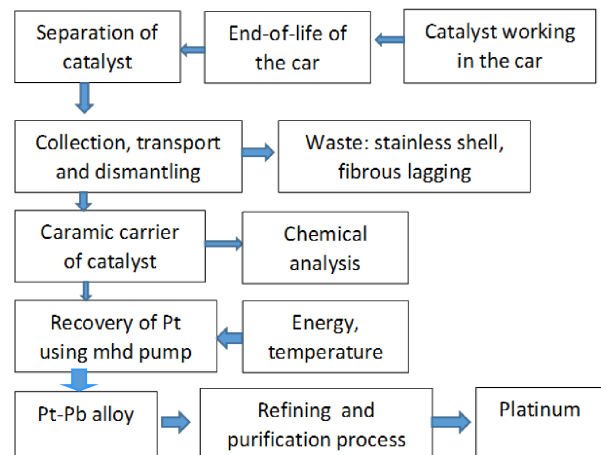 Separation of
catalyst
End-of-life of
the car
Catalyst working
in the car
Collection, transport
and dismantling
Waste: stainless shell,
fibrous lagging
Caramic carrier
of catalyst
Chemical
analysis
Recovery of Pt
using mhd pump
Energy,
temperature
Pt-Pb alloy
Refining and
purification process
Platinum